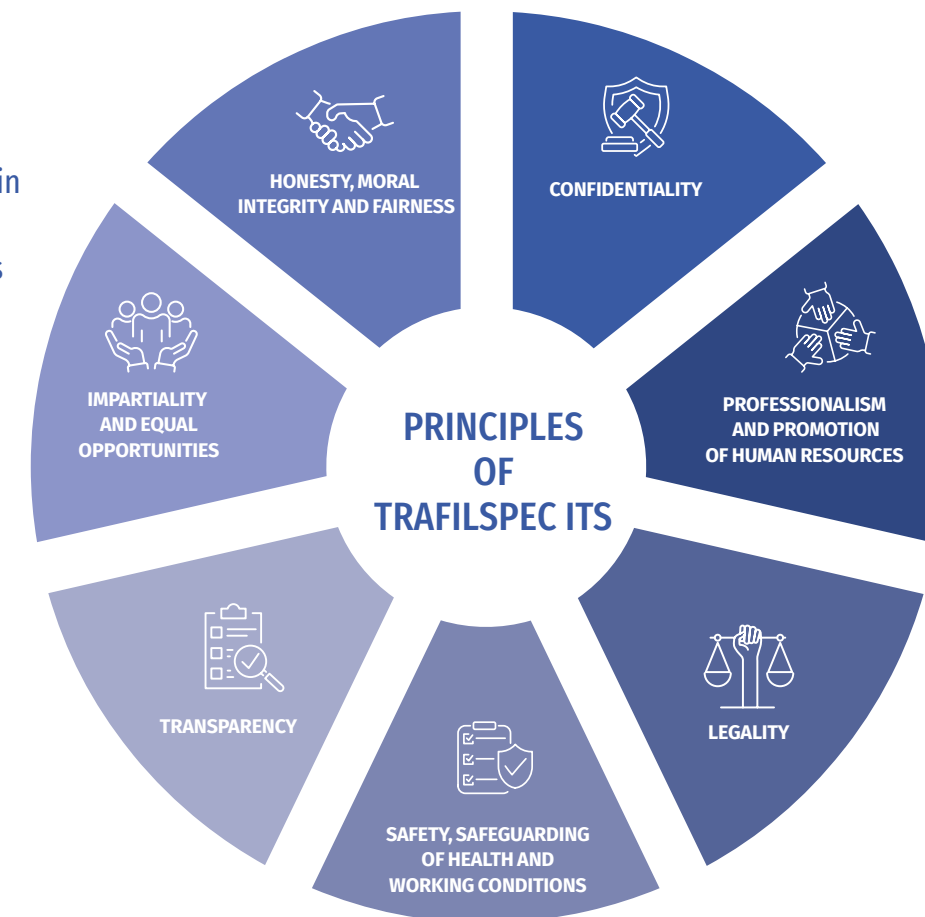 in
s
HONESTY, MORAL
INTEGRITY AND FAIRNESS
CONFIDENTIALITY
IMPARTIALITY
AND EQUAL
OPPORTUNITIES
PROFESSIONALISM
AND PROMOTION
OF HUMAN RESOURCES
PRINCIPLES
OF
TRAFILSPEC ITS
TRANSPARENCY
LEGALITY
SAFETY, SAFEGUARDING
OF HEALTH AND
WORKING CONDITIONS